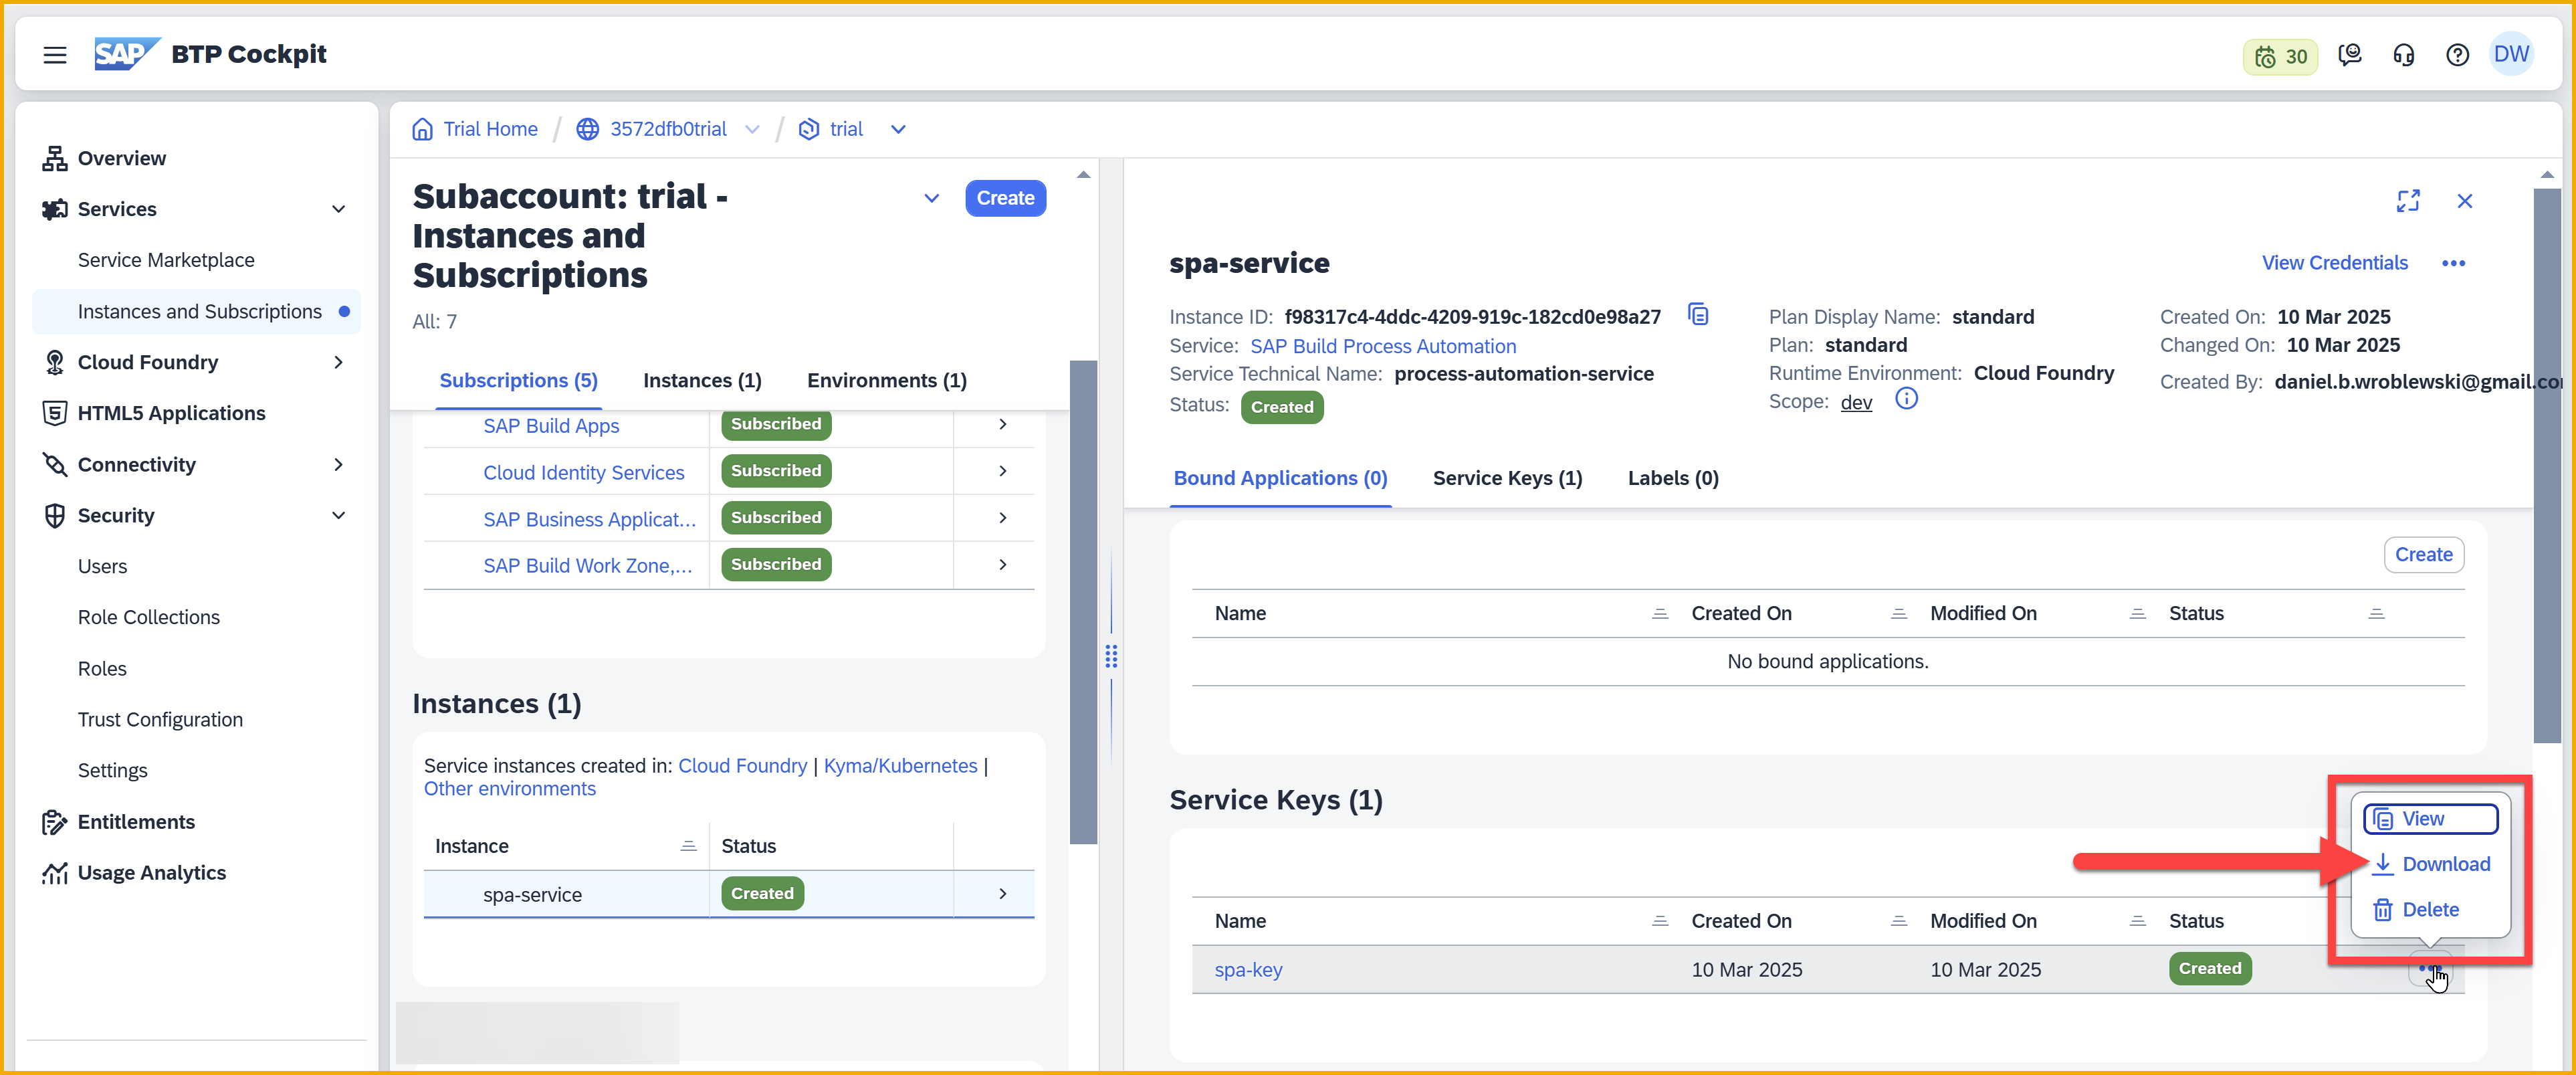 SAP BTP Cockpit
30
DW
Overview
Services
Service Marketplace
Instances and Subscriptions
Cloud Foundry
HTML5 Applications
Connectivity
Security
Users
Role Collections
Roles
Trust Configuration
Settings
Entitlements
Usage Analytics
Trial Home / 3572dfb0trial / trial
Subaccount: trial -
Instances and
Subscriptions
Create
All: 7
Subscriptions (5) Instances (1) Environments (1)
SAP Build Apps Subscribed
Cloud Identity Services Subscribed
SAP Business Applicat... Subscribed
SAP Build Work Zone,... Subscribed
Instances (1)
Service instances created in: Cloud Foundry | Kyma/Kubernetes |
Other environments
Instance Status
spa-service Created
spa-service
View Credentials
Instance ID: f98317c4-4ddc-4209-919c-182cd0e98a27
Service: SAP Build Process Automation
Service Technical Name: process-automation-service
Status: Created
Plan Display Name: standard
Plan: standard
Runtime Environment: Cloud Foundry
Scope: dev
Created On: 10 Mar 2025
Changed On: 10 Mar 2025
Created By: daniel.b.wroblewski@gmail.co
Bound Applications (0) Service Keys (1) Labels (0)
Create
Name Created On Modified On Status
No bound applications.
Service Keys (1)
View
Download
Delete
Name Created On Modified On Status
spa-key 10 Mar 2025 10 Mar 2025 Created